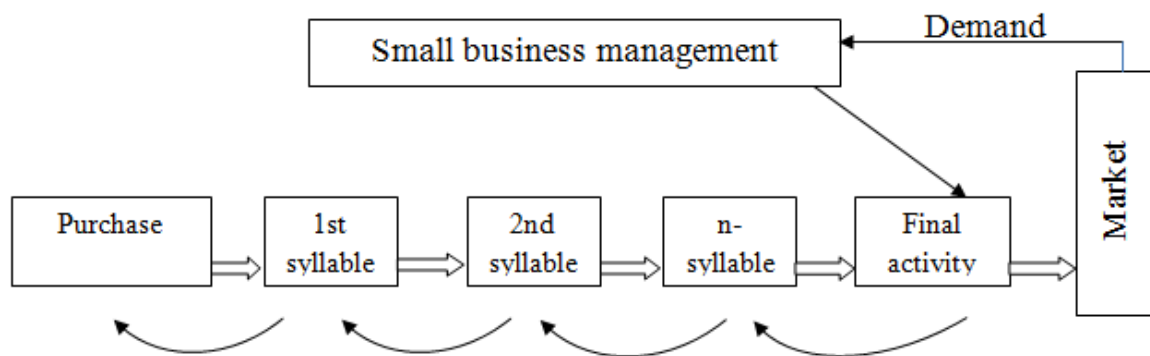 Demand
Small business management
Market
Purchase
1st
syllable
2nd
syllable
n-
syllable
Final
activity